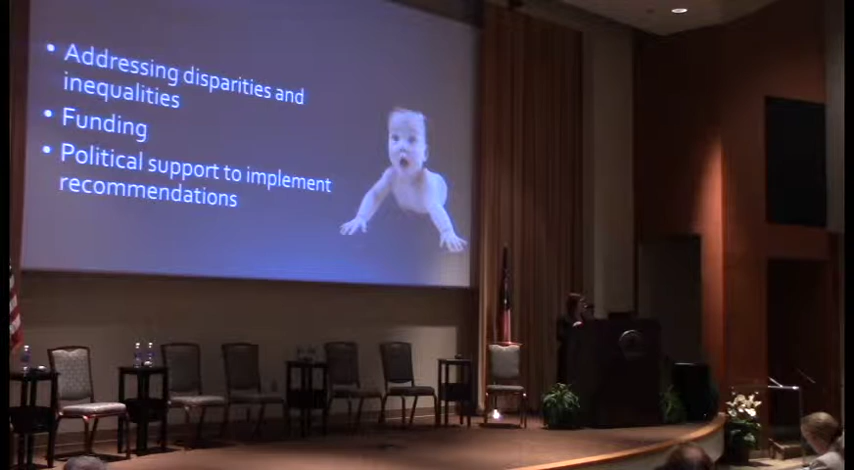 • Addressing disparities and
inequalities
• Funding
• Political support to implement
recommendations